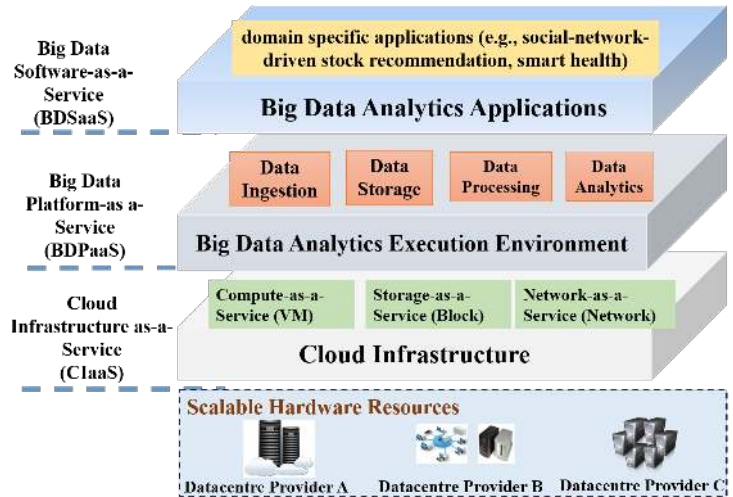 Big Data
Software-as-a-
Service
(BDSaaS)
domain specific applications (e.g., social-network-
driven stock recommendation, smart health)
Big Data Analytics Applications
Big Data
Platform-as a-
Service
(BDPaaS)
Data
Ingestion
Data
Storage
Data
Processing
Data
Analytics
Big Data Analytics Execution Environment
Cloud
Infrastructure as-a-
Service
(CIaaS)
Compute-as-a-
Service (VM)
Storage-as-a-
Service (Block)
Network-as-a-
Service (Network)
Cloud Infrastructure
Scalable Hardware Resources
Datacentre Provider A
Datacentre Provider B
Datacentre Provider C